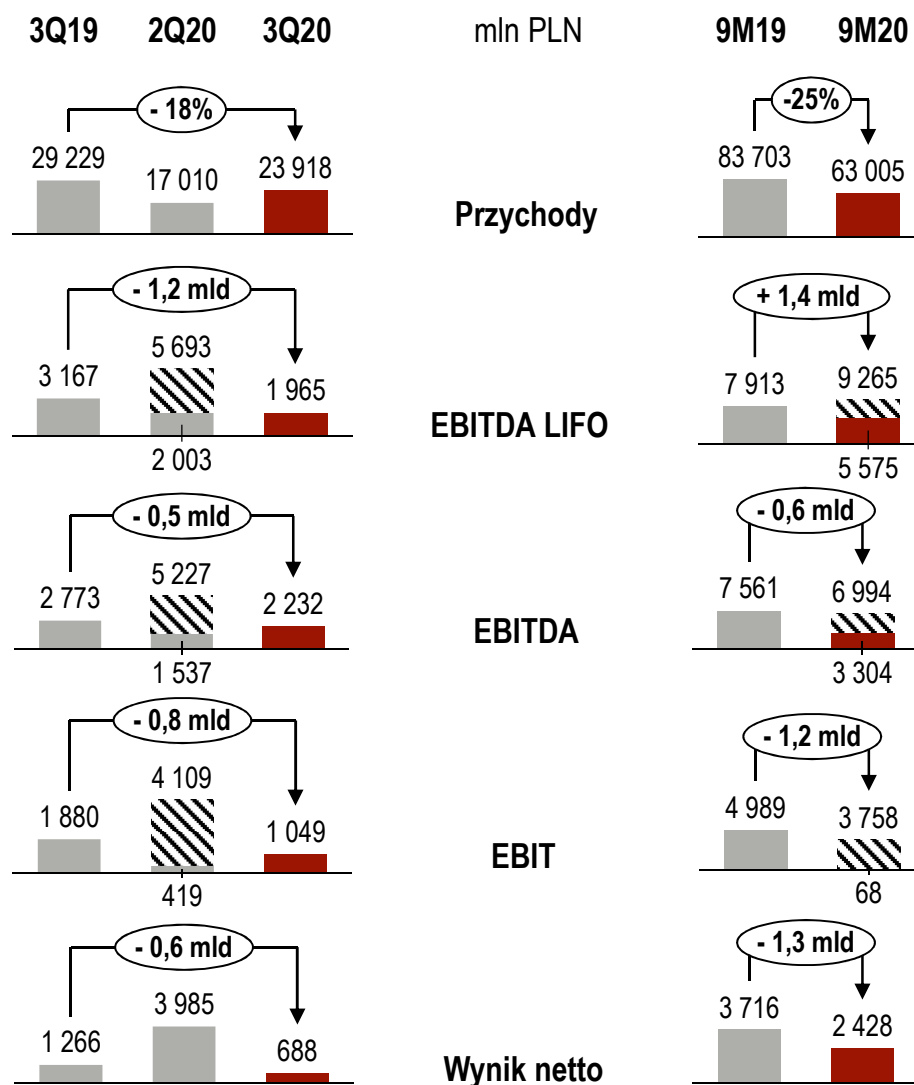 3Q19 2Q20 3Q20 mln PLN 9M19 9M20
- 18% -25%
29 229 17 010 23 918 83 703 63 005
Przychody
- 1,2 mld + 1,4 mld
3 167 5 693 1 965 7 913 9 265
EBITDA LIFO
2 003 5 575
- 0,5 mld - 0,6 mld
2 773 5 227 2 232 7 561 6 994
EBITDA
1 537 3 304
- 0,8 mld - 1,2 mld
1 880 4 109 1 049 4 989 3 758
EBIT
419 68
- 0,6 mld - 1,3 mld
1 266 3 985 688 3 716 2 428
Wynik netto